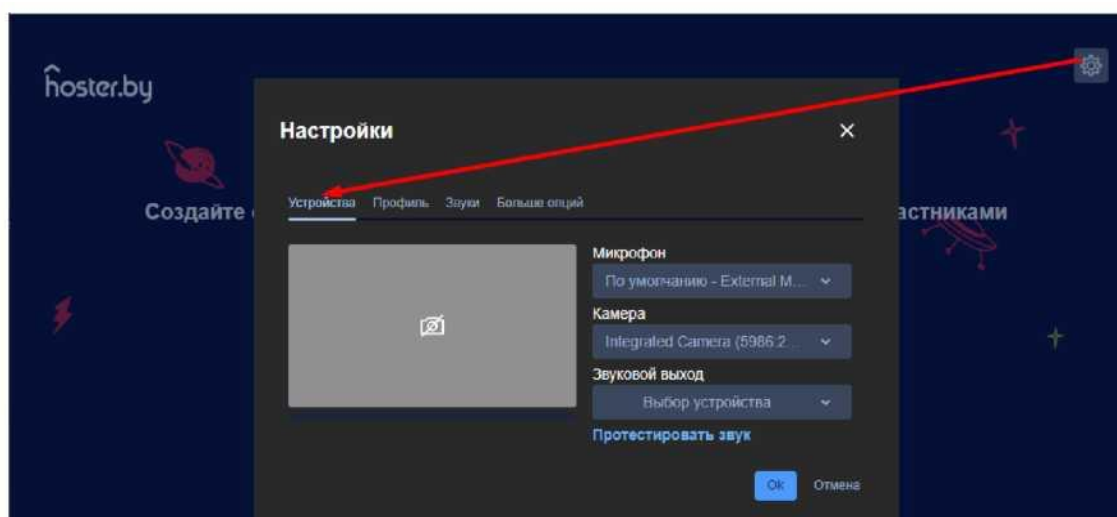 hoster.by
Настройки
Создайте
Устройства Профиль Звуки Больше опций
астниками
Микрофон
По умолчанию - External M...
Камера
Integrated Camera (5986:2...
Звуковой выход
Выбор устройства
Протестировать звук
Ok Отмена